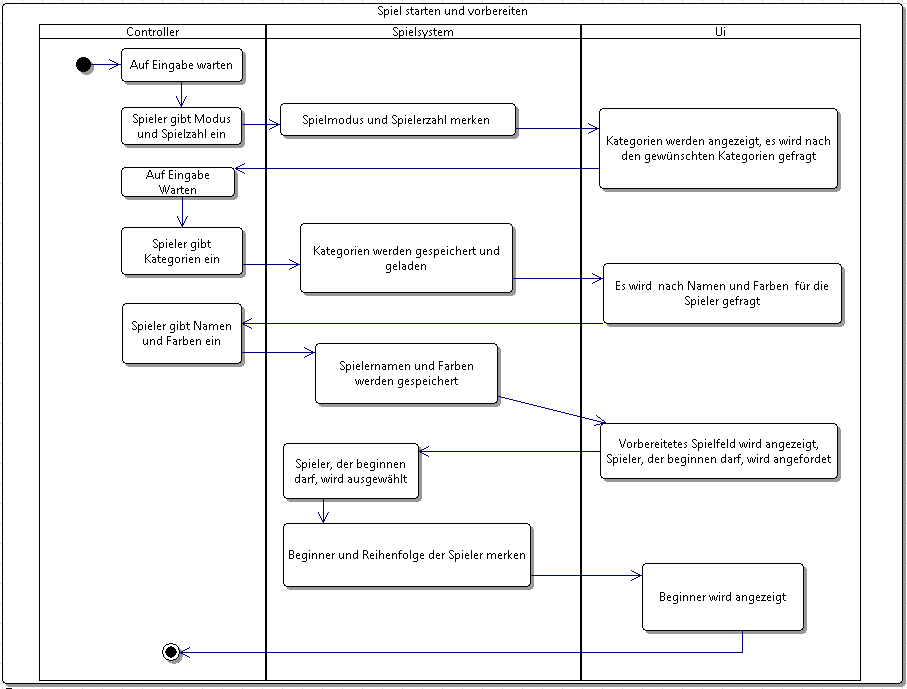 Spiel starten und vorbereiten
Controller
Spielsystem
Ui
Auf Eingabe warten
Spieler gibt Modus
und Spielzahl ein
Spielmodus und Spielerzahl merken
Kategorien werden angezeigt, es wird nach
den gewünschten Kategorien gefragt
Auf Eingabe
Warten
Spieler gibt
Kategorien ein
Kategorien werden gespeichert und
geladen
Es wird nach Namen und Farben für die
Spieler gefragt
Spieler gibt Namen
und Farben ein
Spielernamen und Farben
werden gespeichert
Vorbereitetes Spielfeld wird angezeigt,
Spieler, der beginnen darf, wird angefordet
Spieler, der beginnen
darf, wird ausgewählt
Beginner und Reihenfolge der Spieler merken
Beginner wird angezeigt